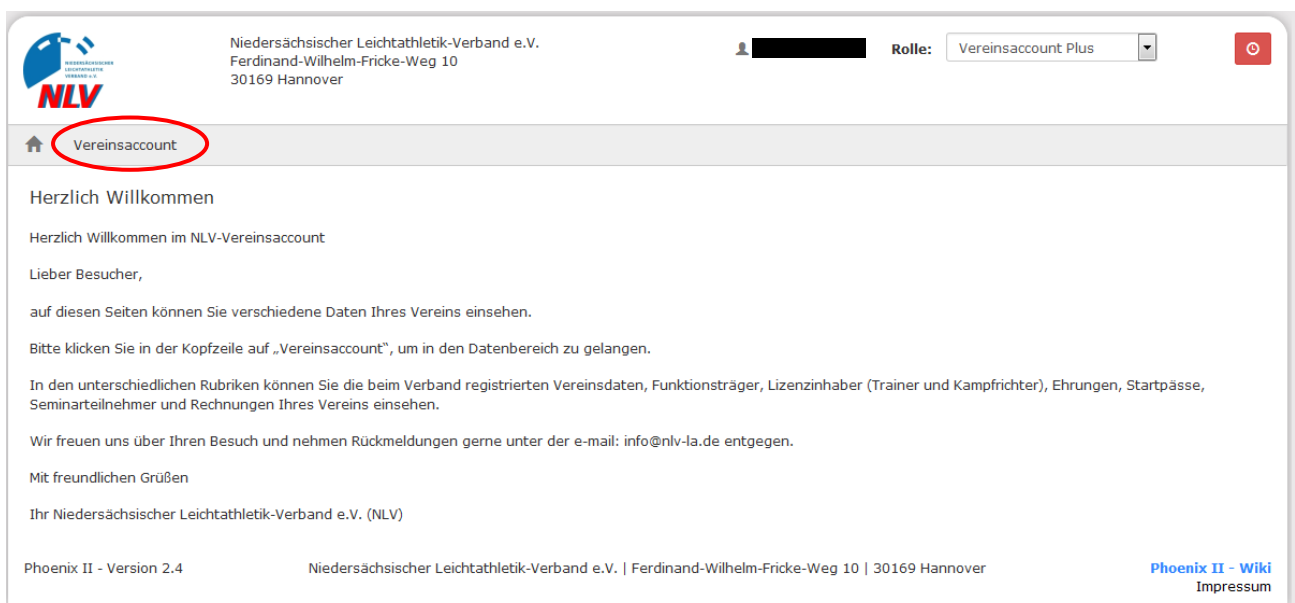 NIEDERSÄCHSISCHER
LEICHTATHLETIK
VERBAND e.V.
NLV
Niedersächsischer Leichtathletik-Verband e.V.
Ferdinand-Wilhelm-Fricke-Weg 10
30169 Hannover
Rolle: Vereinsaccount Plus
Vereinsaccount
Herzlich Willkommen
Herzlich Willkommen im NLV-Vereinsaccount
Lieber Besucher,
auf diesen Seiten können Sie verschiedene Daten Ihres Vereins einsehen.
Bitte klicken Sie in der Kopfzeile auf „Vereinsaccount“, um in den Datenbereich zu gelangen.
In den unterschiedlichen Rubriken können Sie die beim Verband registrierten Vereinsdaten, Funktionsträger, Lizenzinhaber (Trainer und Kampfrichter), Ehrungen, Startpässe,
Seminarteilnehmer und Rechnungen Ihres Vereins einsehen.
Wir freuen uns über Ihren Besuch und nehmen Rückmeldungen gerne unter der e-mail: info@nlv-la.de entgegen.
Mit freundlichen Grüßen
Ihr Niedersächsischer Leichtathletik-Verband e.V. (NLV)
Phoenix II - Version 2.4
Niedersächsischer Leichtathletik-Verband e.V. | Ferdinand-Wilhelm-Fricke-Weg 10 | 30169 Hannover
Phoenix II - Wiki
Impressum